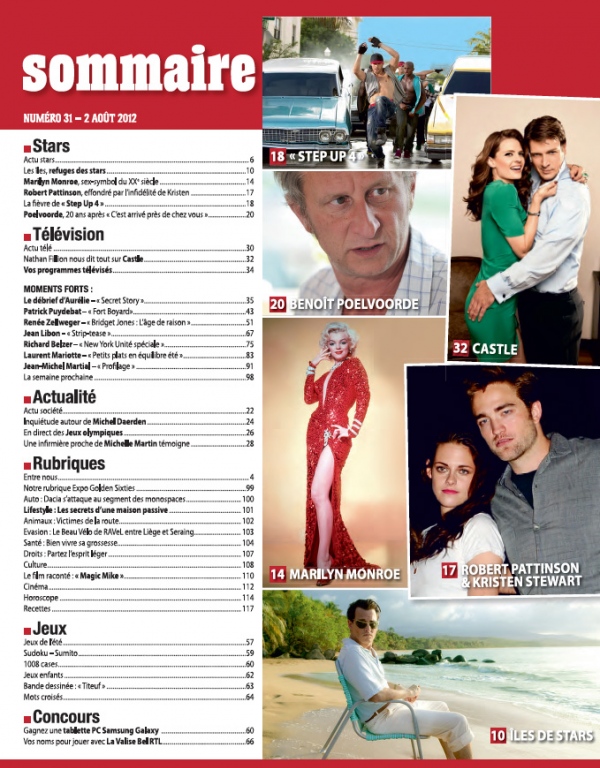 sommaire
NUMÉRO 31 – 2 AOÛT 2012
Stars
Actu stars 6
Les îles, refuges des stars 10
Marilyn Monroe, sex-symbol du XXe siècle 14
Robert Pattinson, effondré par l'infidélité de Kristen 17
La fièvre de « Step Up 4 » 18
Poelvoorde, 20 ans après « C'est arrivé près de chez vous » 20
Télévision
Actu télé 30
Nathan Fillion nous dit tout sur Castle 32
Vos programmes télévisés 34
MOMENTS FORTS :
Le débrief d'Aurélie – « Secret Story » 35
Patrick Puydebat – « Fort Boyard » 43
Renée Zellweger – « Bridget Jones : L'âge de raison » 51
Jean Libon – « Strip-tease » 67
Richard Belzer – « New York Unité spéciale » 75
Laurent Mariotte – « Petits plats en équilibre été » 83
Jean-Michel Martial – « Profilage » 91
La semaine prochaine 98
Actualité
Actu société 22
Inquiétude autour de Michel Daerden 24
En direct des Jeux olympiques 26
Une infirmière proche de Michelle Martin témoigne 28
Rubriques
Entre nous 4
Notre rubrique Expo Golden Sixties 99
Auto : Dacia s'attaque au segment des monospaces 100
Lifestyle : Les secrets d'une maison passive 101
Animaux : Victimes de la route 102
Evasion : Le Beau Vélo de RAVeL entre Liège et Seraing 103
Santé : Bien vivre sa grossesse 104
Droits : Partez l'esprit léger 107
Culture 108
Le film raconté : « Magic Mike » 110
Cinéma 112
Horoscope 114
Recettes 117
Jeux
Jeux de l'été 57
Sudoku – Sumito 59
1008 cases 60
Jeux enfants 62
Bande dessinée : « Titeuf » 63
Mots croisés 64
Concours
Gagnez une tablette PC Samsung Galaxy 60
Vos noms pour jouer avec La Valise Bel RTL 66
18 « STEP UP 4 »
20 BENOÎT POELVOORDE
32 CASTLE
14 MARILYN MONROE
17 ROBERT PATTINSON
& KRISTEN STEWART
10 ÎLES DE STARS